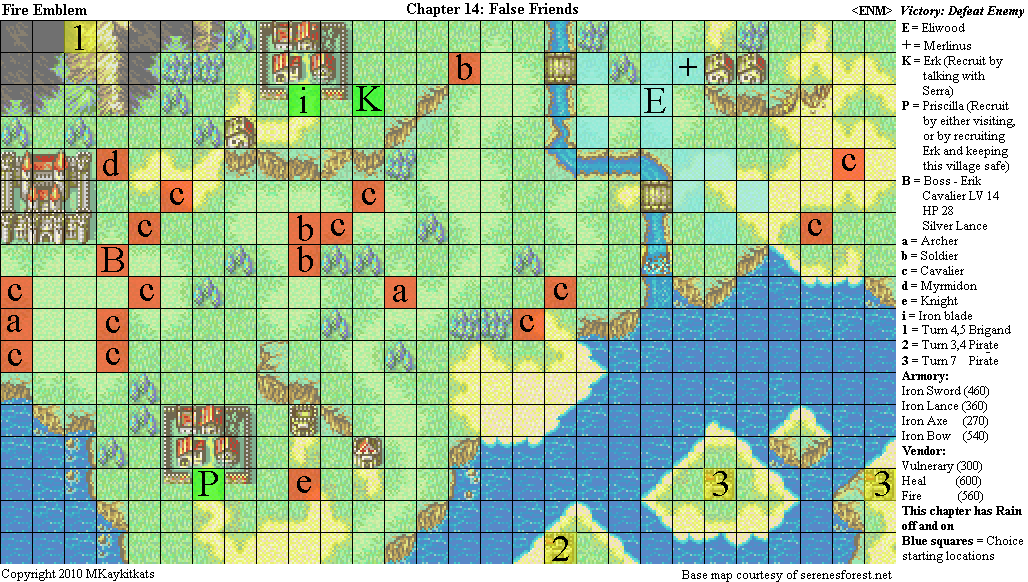 Fire Emblem
Chapter 14: False Friends
<ENM>
1
b
+
i
K
E
d
c
c
c
c
b
c
c
B
b
c
c
a
c
a
c
c
c
c
P
e
3
3
2
Victory: Defeat Enemy
E = Eliwood
+ = Merlinus
K = Erk (Recruit by
talking with
Serra)
P = Priscilla (Recruit
by either visiting,
or by recruiting
Erk and keeping
this village safe)
B = Boss - Erik
Cavalier LV 14
HP 28
Silver Lance
a = Archer
b = Soldier
c = Cavalier
d = Myrmidon
e = Knight
i = Iron blade
1 = Turn 4,5 Brigand
2 = Turn 3,4 Pirate
3 = Turn 7 Pirate
Armory:
Iron Sword (460)
Iron Lance (360)
Iron Axe (270)
Iron Bow (540)
Vendor:
Vulnerary (300)
Heal (600)
Fire (560)
This chapter has Rain
off and on
Blue squares = Choice
starting locations
Copyright 2010 MKaykitkats
Base map courtesy of serenesforest.net